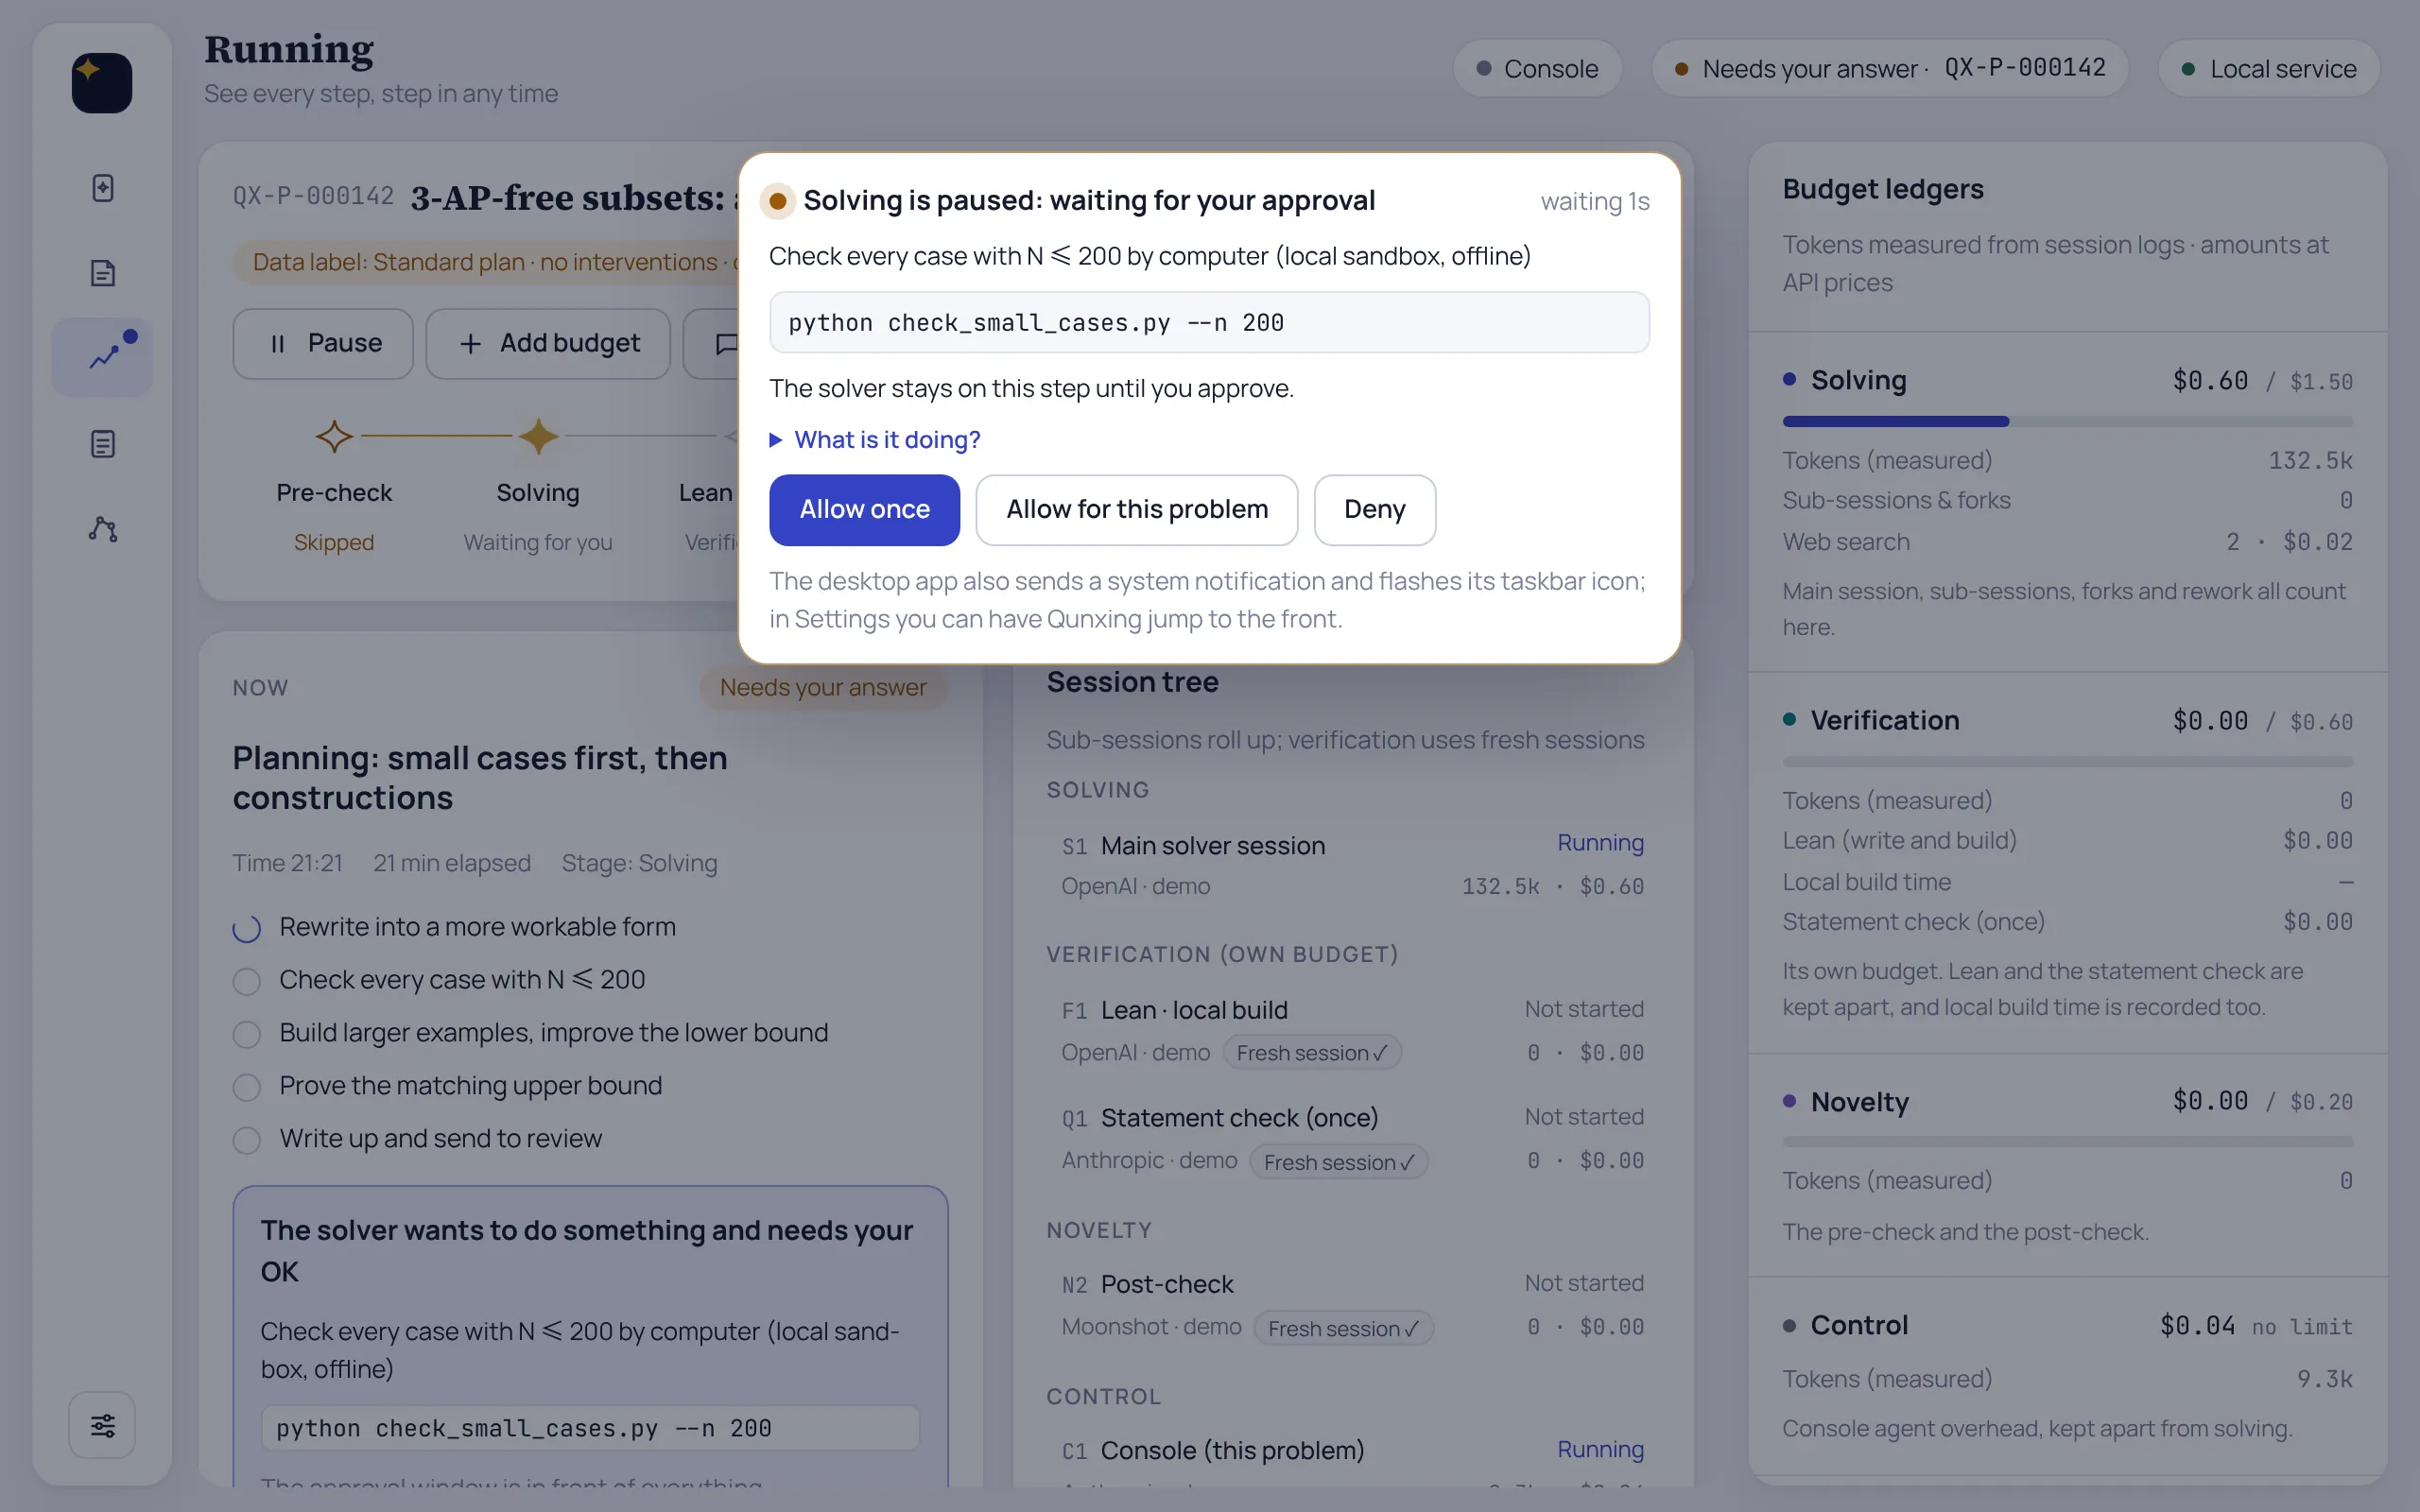 Running
See every step, step in any time
Console
Needs your answer · QX-P-000142
Local service
QX-P-000142 3-AP-free subsets:
Data label: Standard plan · no interventions ·
Pause
Add budget
Pre-check
Solving
Lean
Skipped
Waiting for you
Solving is paused: waiting for your approval
waiting 1s
Check every case with N ⩽ 200 by computer (local sandbox, offline)
python check_small_cases.py --n 200
The solver stays on this step until you approve.
What is it doing?
Allow once
Allow for this problem
Deny
The desktop app also sends a system notification and flashes its taskbar icon;
in Settings you can have Qunxing jump to the front.
NOW
Needs your answer
Planning: small cases first, then
constructions
Time 21:21 21 min elapsed Stage: Solving
Rewrite into a more workable form
Check every case with N ⩽ 200
Build larger examples, improve the lower bound
Prove the matching upper bound
Write up and send to review
The solver wants to do something and needs your
OK
Check every case with N ⩽ 200 by computer (local sand-
box, offline)
python check_small_cases.py --n 200
The approval window is in front of everything
Session tree
Sub-sessions roll up; verification uses fresh sessions
SOLVING
S1 Main solver session Running
OpenAI · demo 132.5k · $0.60
VERIFICATION (OWN BUDGET)
F1 Lean · local build Not started
OpenAI · demo Fresh session ✓ 0 · $0.00
Q1 Statement check (once) Not started
Anthropic · demo Fresh session ✓ 0 · $0.00
NOVELTY
N2 Post-check Not started
Moonshot · demo Fresh session ✓ 0 · $0.00
CONTROL
C1 Console (this problem) Running
Budget ledgers
Tokens measured from session logs · amounts at
API prices
Solving $0.60 / $1.50
Tokens (measured) 132.5k
Sub-sessions & forks 0
Web search 2 · $0.02
Main session, sub-sessions, forks and rework all count
here.
Verification $0.00 / $0.60
Tokens (measured) 0
Lean (write and build) $0.00
Local build time —
Statement check (once) $0.00
Its own budget. Lean and the statement check are
kept apart, and local build time is recorded too.
Novelty $0.00 / $0.20
Tokens (measured) 0
The pre-check and the post-check.
Control $0.04 no limit
Tokens (measured) 9.3k
Console agent overhead, kept apart from solving.